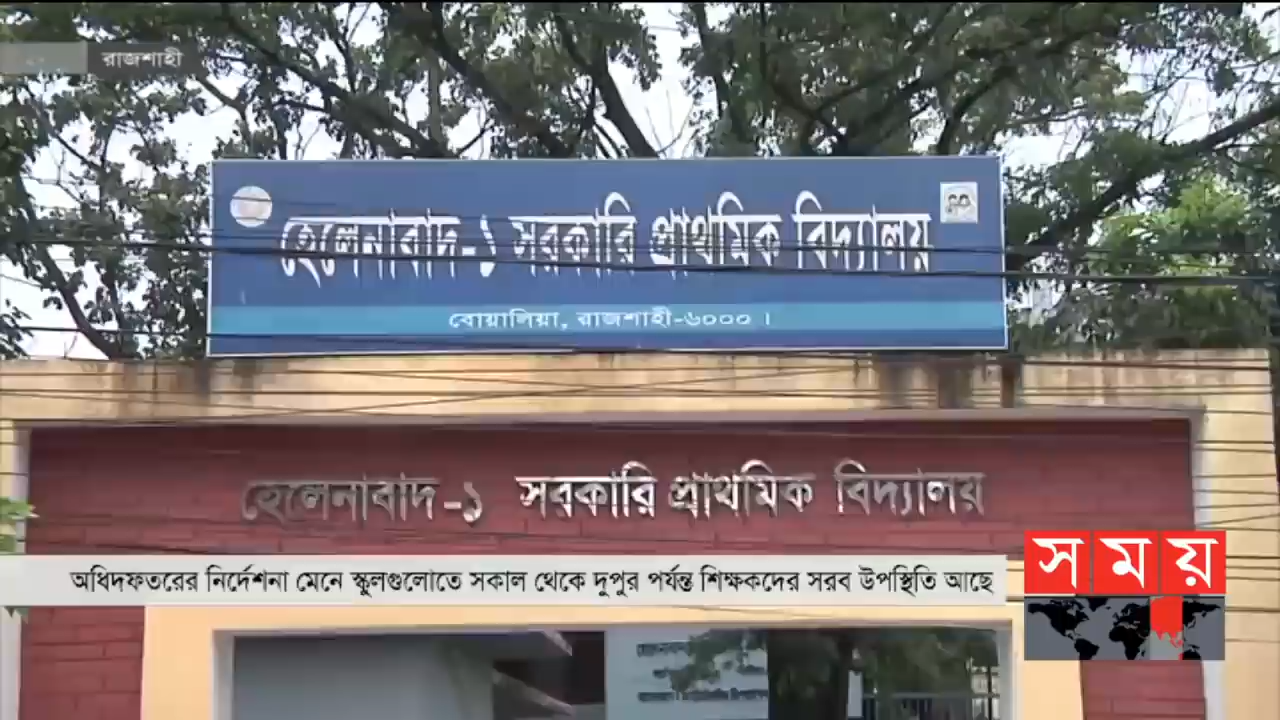 রাজশাহী
হেলেনাবাদ-১ সরকারি প্রাথমিক বিদ্যালয়
বোয়ালিয়া, রাজশাহী-৬০০০ ।
হেলেনাবাদ-১ সরকারি প্রাথমিক বিদ্যালয়
অধিদফতরের নির্দেশনা মেনে স্কুলগুলোতে সকাল থেকে দুপুর পর্যন্ত শিক্ষকদের সরব উপস্থিতি আছে
সময়